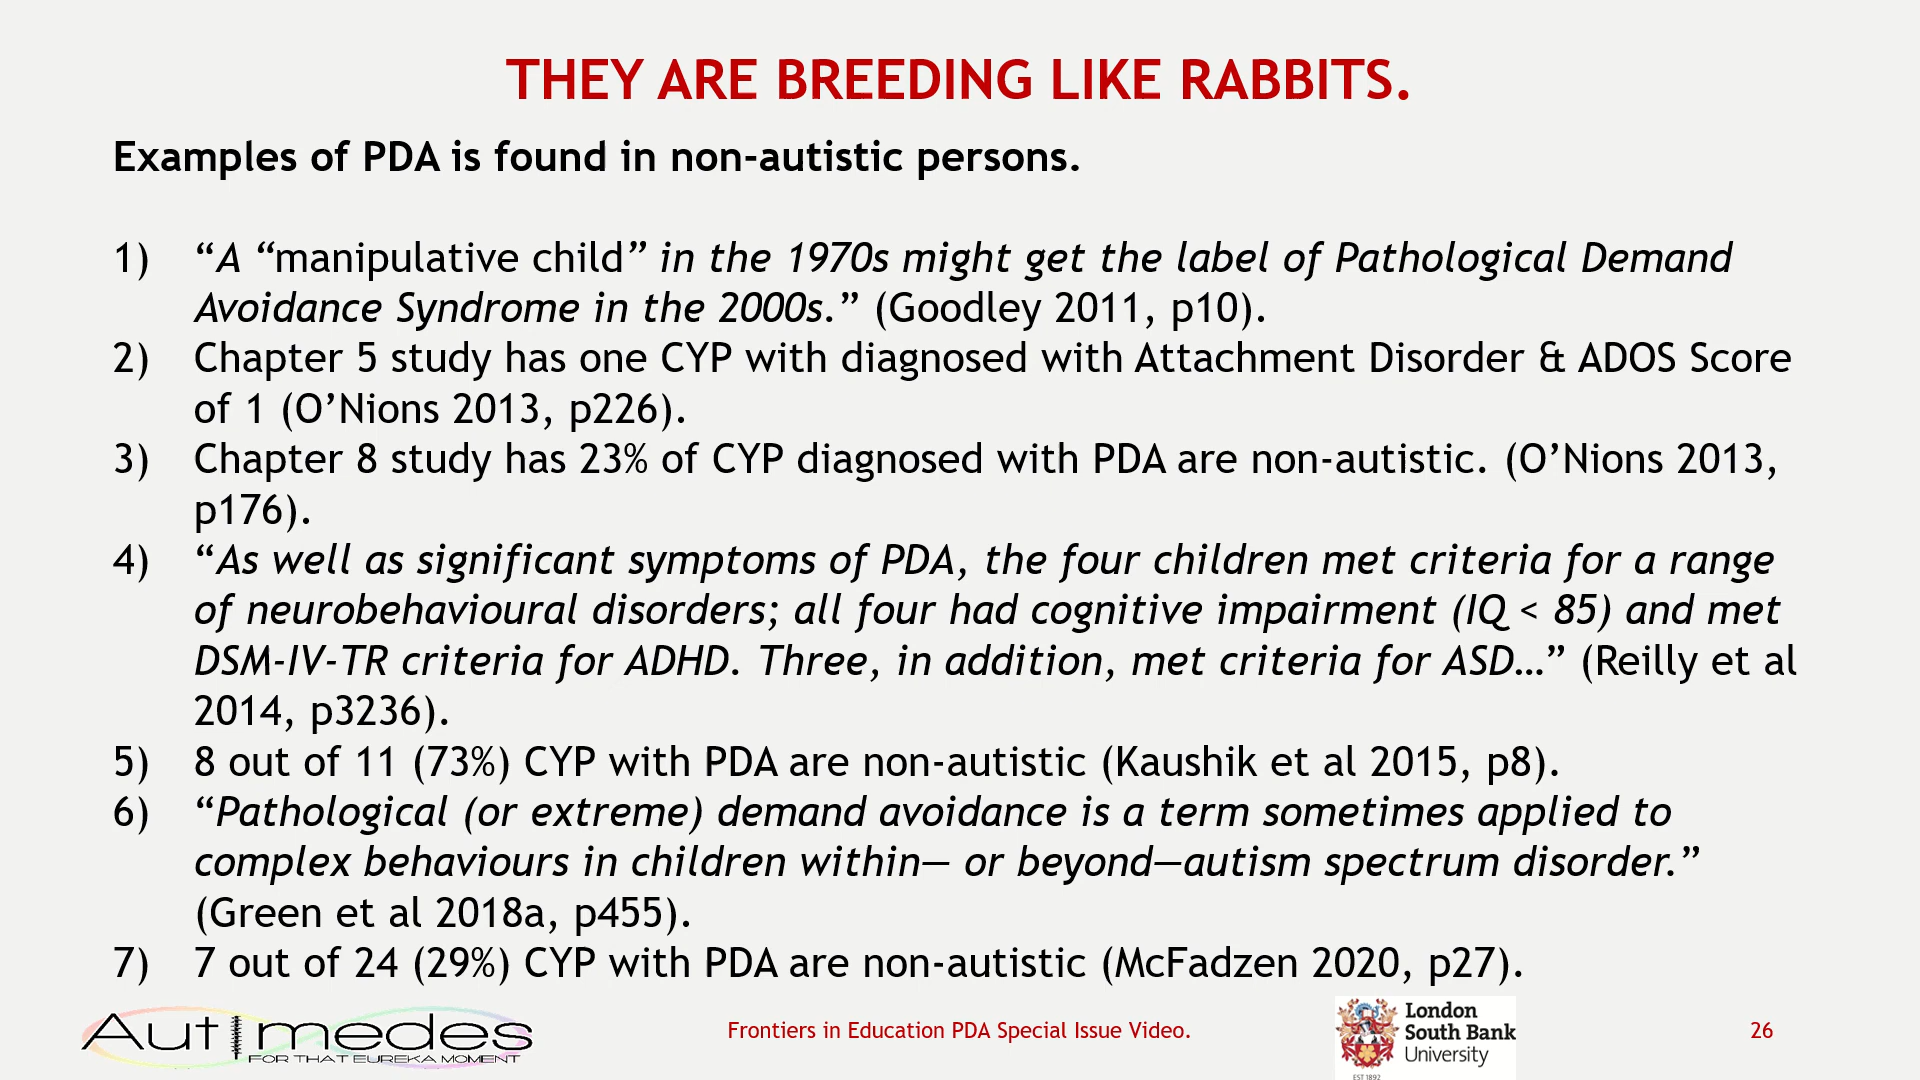 THEY ARE BREEDING LIKE RABBITS.
Examples of PDA is found in non-autistic persons.
1) “A “manipulative child” in the 1970s might get the label of Pathological Demand
Avoidance Syndrome in the 2000s.” (Goodley 2011, p10).
2) Chapter 5 study has one CYP with diagnosed with Attachment Disorder & ADOS Score
of 1 (O’Nions 2013, p226).
3) Chapter 8 study has 23% of CYP diagnosed with PDA are non-autistic. (O’Nions 2013,
p176).
4) “As well as significant symptoms of PDA, the four children met criteria for a range
of neurobehavioural disorders; all four had cognitive impairment (IQ < 85) and met
DSM-IV-TR criteria for ADHD. Three, in addition, met criteria for ASD…” (Reilly et al
2014, p3236).
5) 8 out of 11 (73%) CYP with PDA are non-autistic (Kaushik et al 2015, p8).
6) “Pathological (or extreme) demand avoidance is a term sometimes applied to
complex behaviours in children within— or beyond—autism spectrum disorder.”
(Green et al 2018a, p455).
7) 7 out of 24 (29%) CYP with PDA are non-autistic (McFadzen 2020, p27).
Autimedes
FOR THAT EUREKA MOMENT
Frontiers in Education PDA Special Issue Video.
London
South Bank
University
EST 1892
26